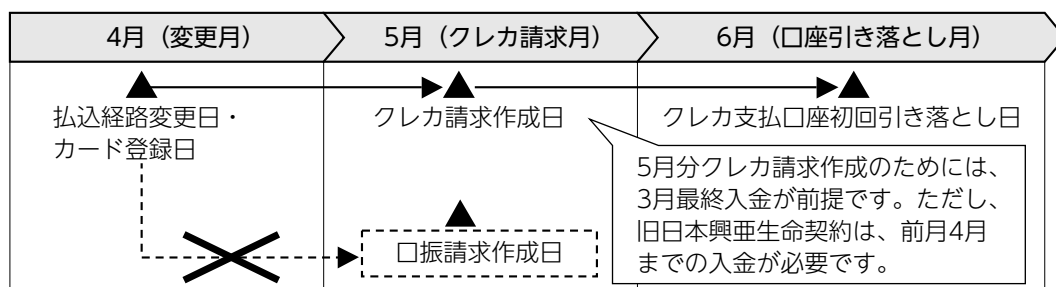 4月（変更月）
5月（クレカ請求月）
6月（口座引き落とし月）
払込経路変更日・
カード登録日
クレカ請求作成日
クレカ支払口座初回引き落とし日
5月分クレカ請求作成のためには、
3月最終入金が前提です。ただし、
旧日本興亜生命契約は、前月4月
までの入金が必要です。
口振請求作成日